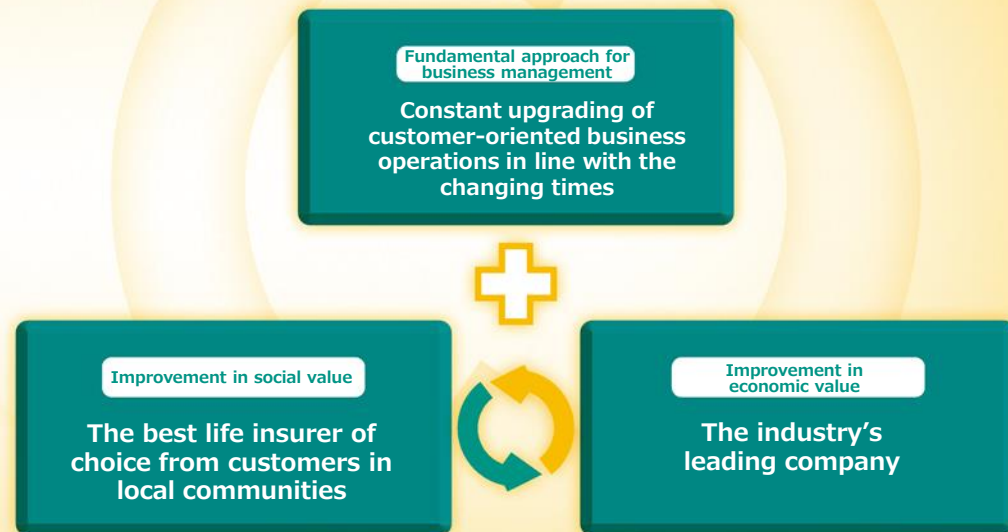 Fundamental approach for
business management
Constant upgrading of
customer-oriented business
operations in line with the
changing times
Improvement in social value
The best life insurer of
choice from customers in
local communities
Improvement in
economic value
The industry’s
leading company